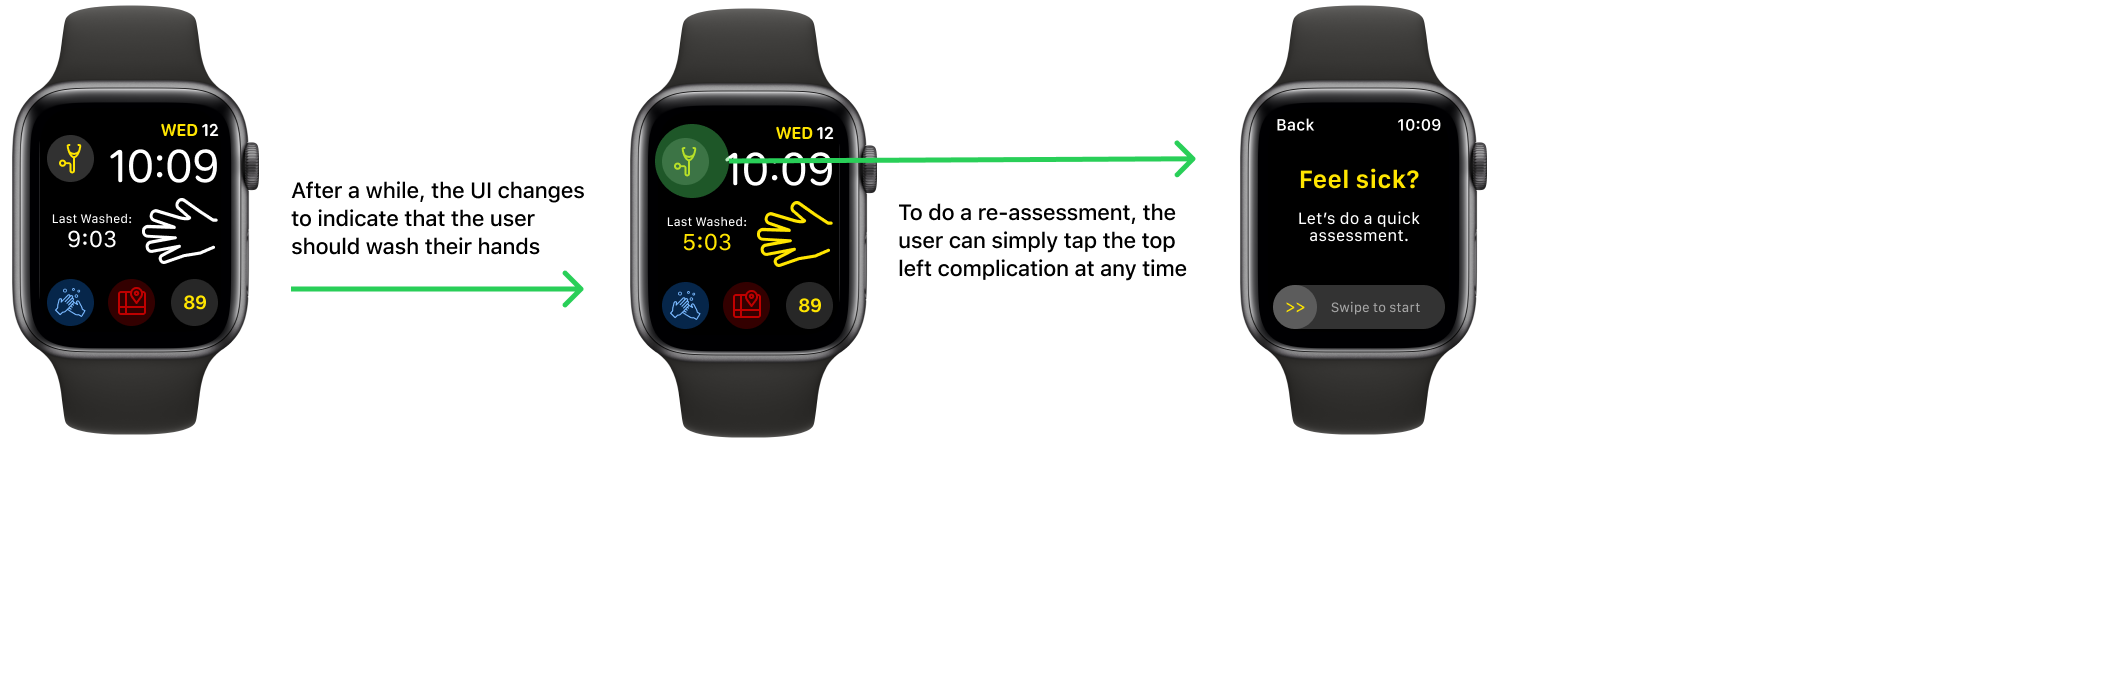 WED 12
10:09
Last Washed:
9:03
89
After a while, the UI changes
to indicate that the user
should wash their hands
WED 12
10:09
Last Washed:
5:03
89
To do a re-assessment, the
user can simply tap the top
left complication at any time
Back 10:09
Feel sick?
Let's do a quick
assessment.
>> Swipe to start